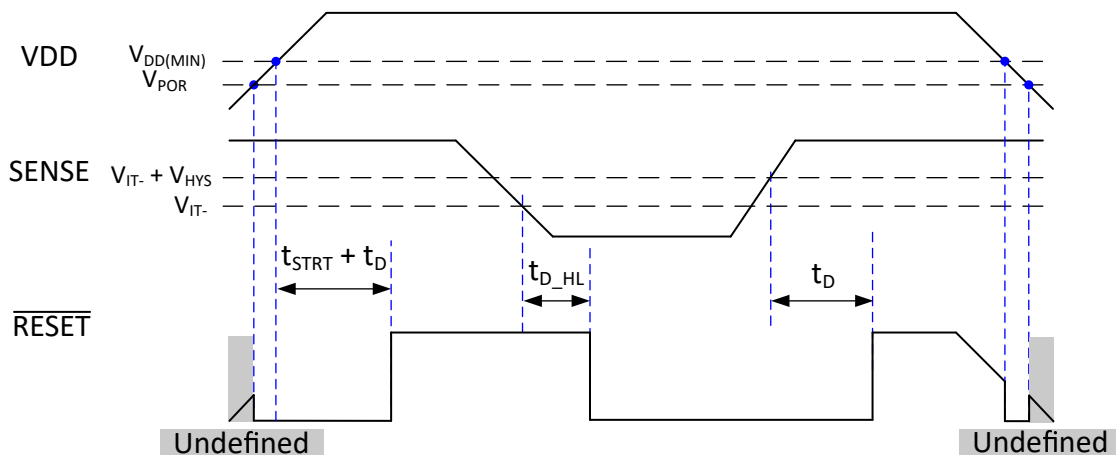 VDD
VDD(MIN)
VPOR
SENSE
VIT- + VHYS
VIT-
tSTRT + tD
tD_HL
tD
RESET
Undefined
Undefined